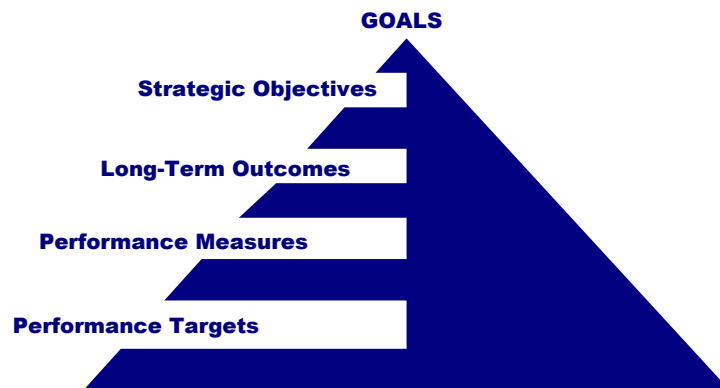 GOALS
Strategic Objectives
Long-Term Outcomes
Performance Measures
Performance Targets